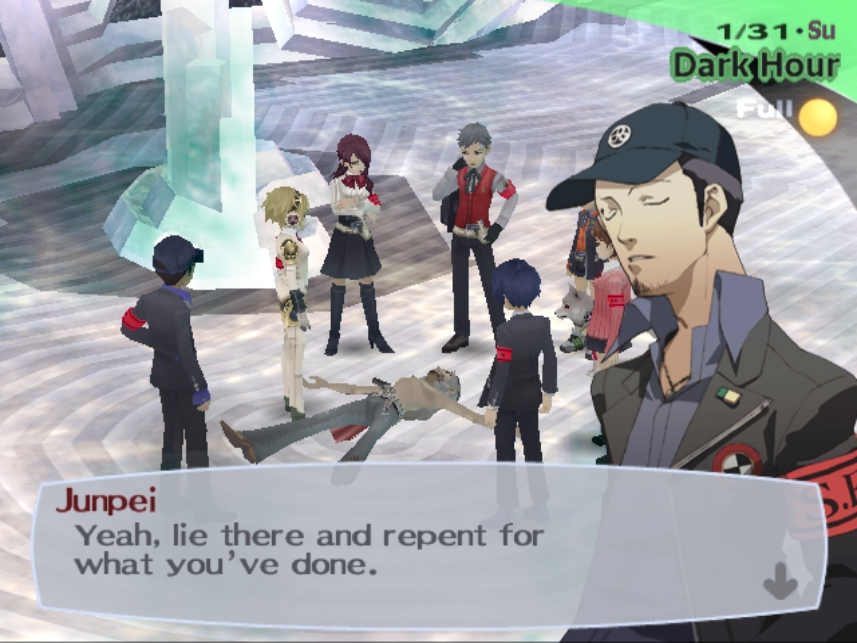 1/31・Su
Dark Hour
Full
Junpei
Yeah, lie there and repent for
what you've done.
S.E